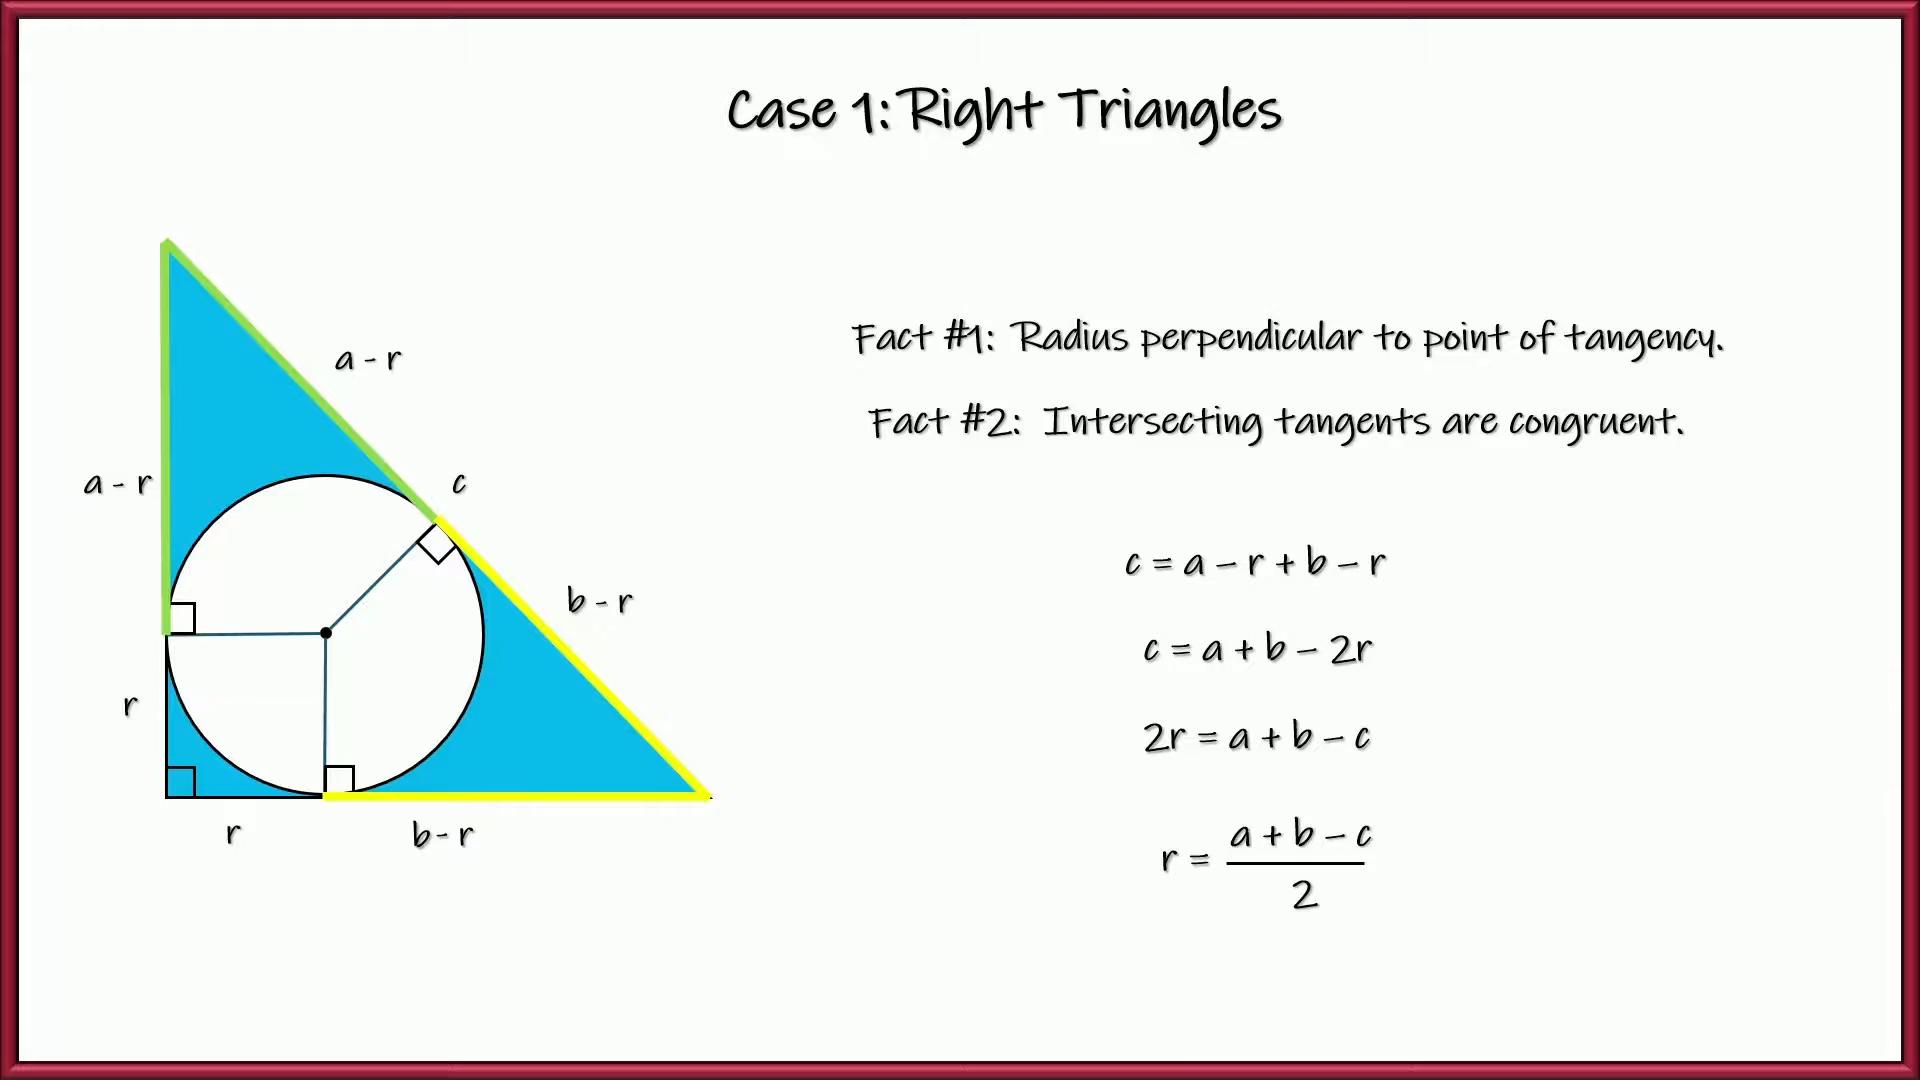 Case 1: Right Triangles
a - r
a - r
c
b - r
r
r
b - r
Fact #1: Radius perpendicular to point of tangency.
Fact #2: Intersecting tangents are congruent.
c = a – r + b – r
c = a + b – 2r
2r = a + b – c
r = a + b – c
2